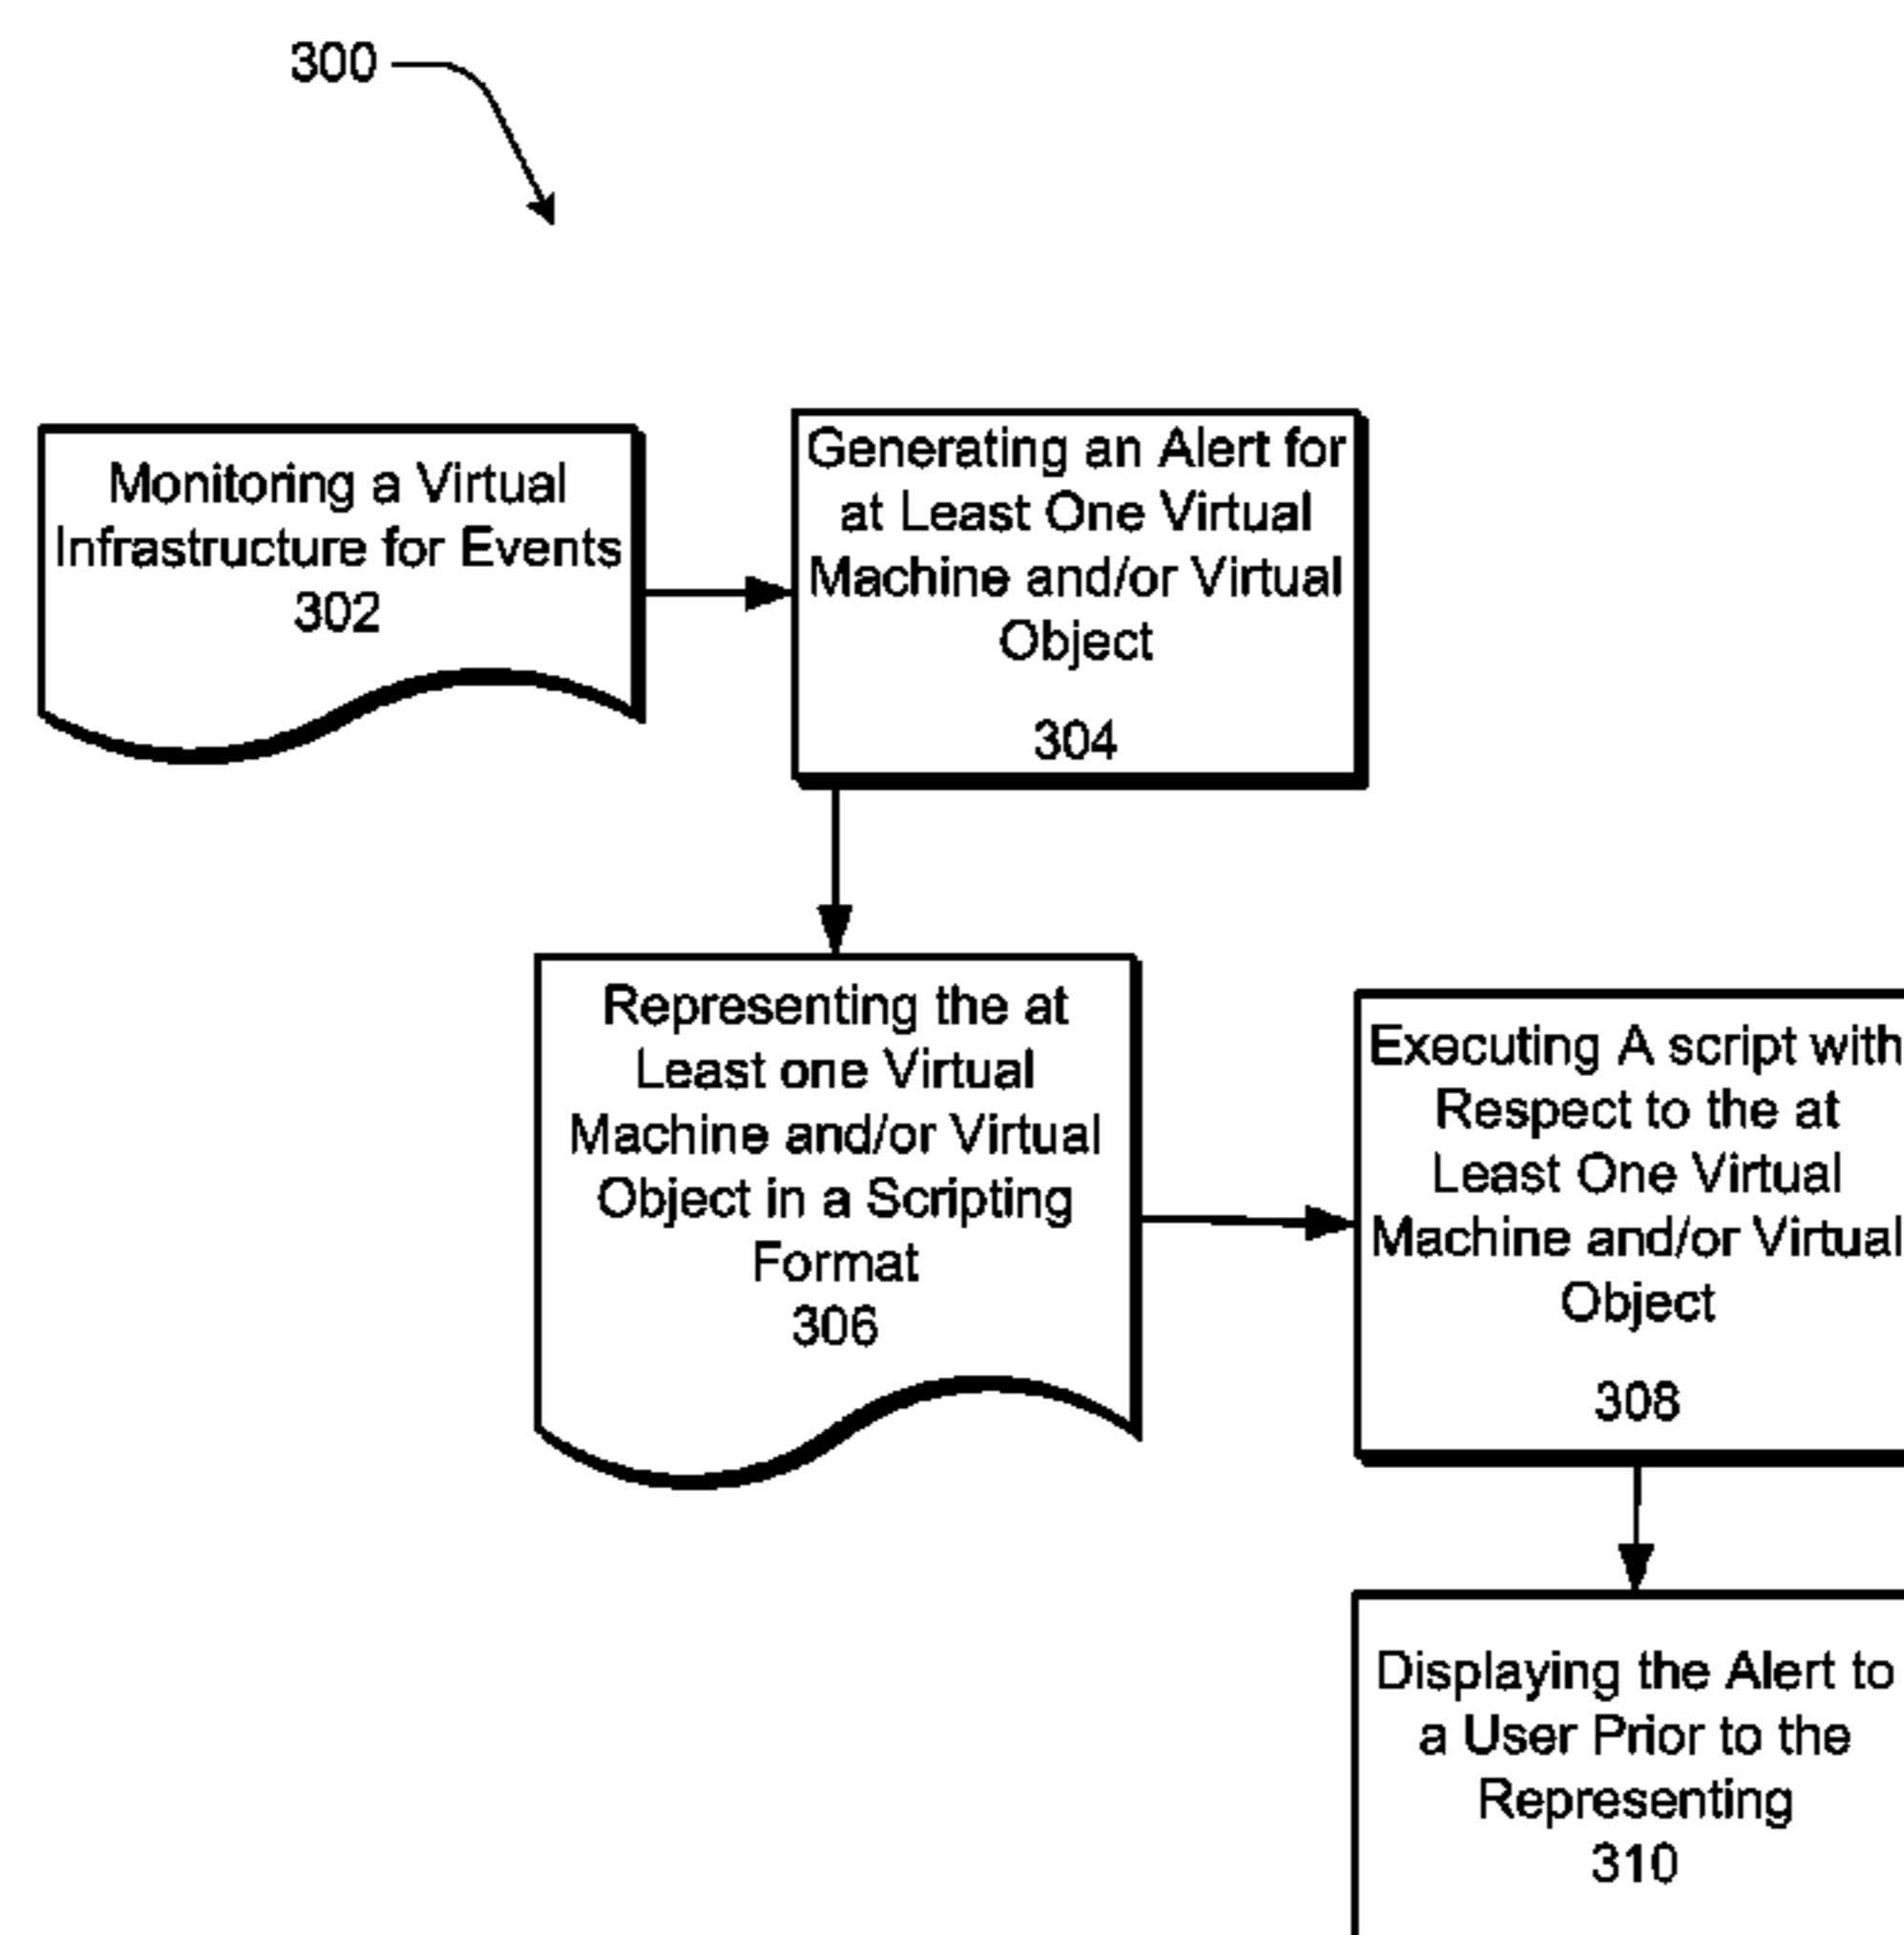 300
Monitoring a Virtual
Infrastructure for Events
302
Generating an Alert for
at Least One Virtual
Machine and/or Virtual
Object
304
Representing the at
Least one Virtual
Machine and/or Virtual
Object in a Scripting
Format
306
Executing A script with
Respect to the at
Least One Virtual
Machine and/or Virtual
Object
308
Displaying the Alert to
a User Prior to the
Representing
310